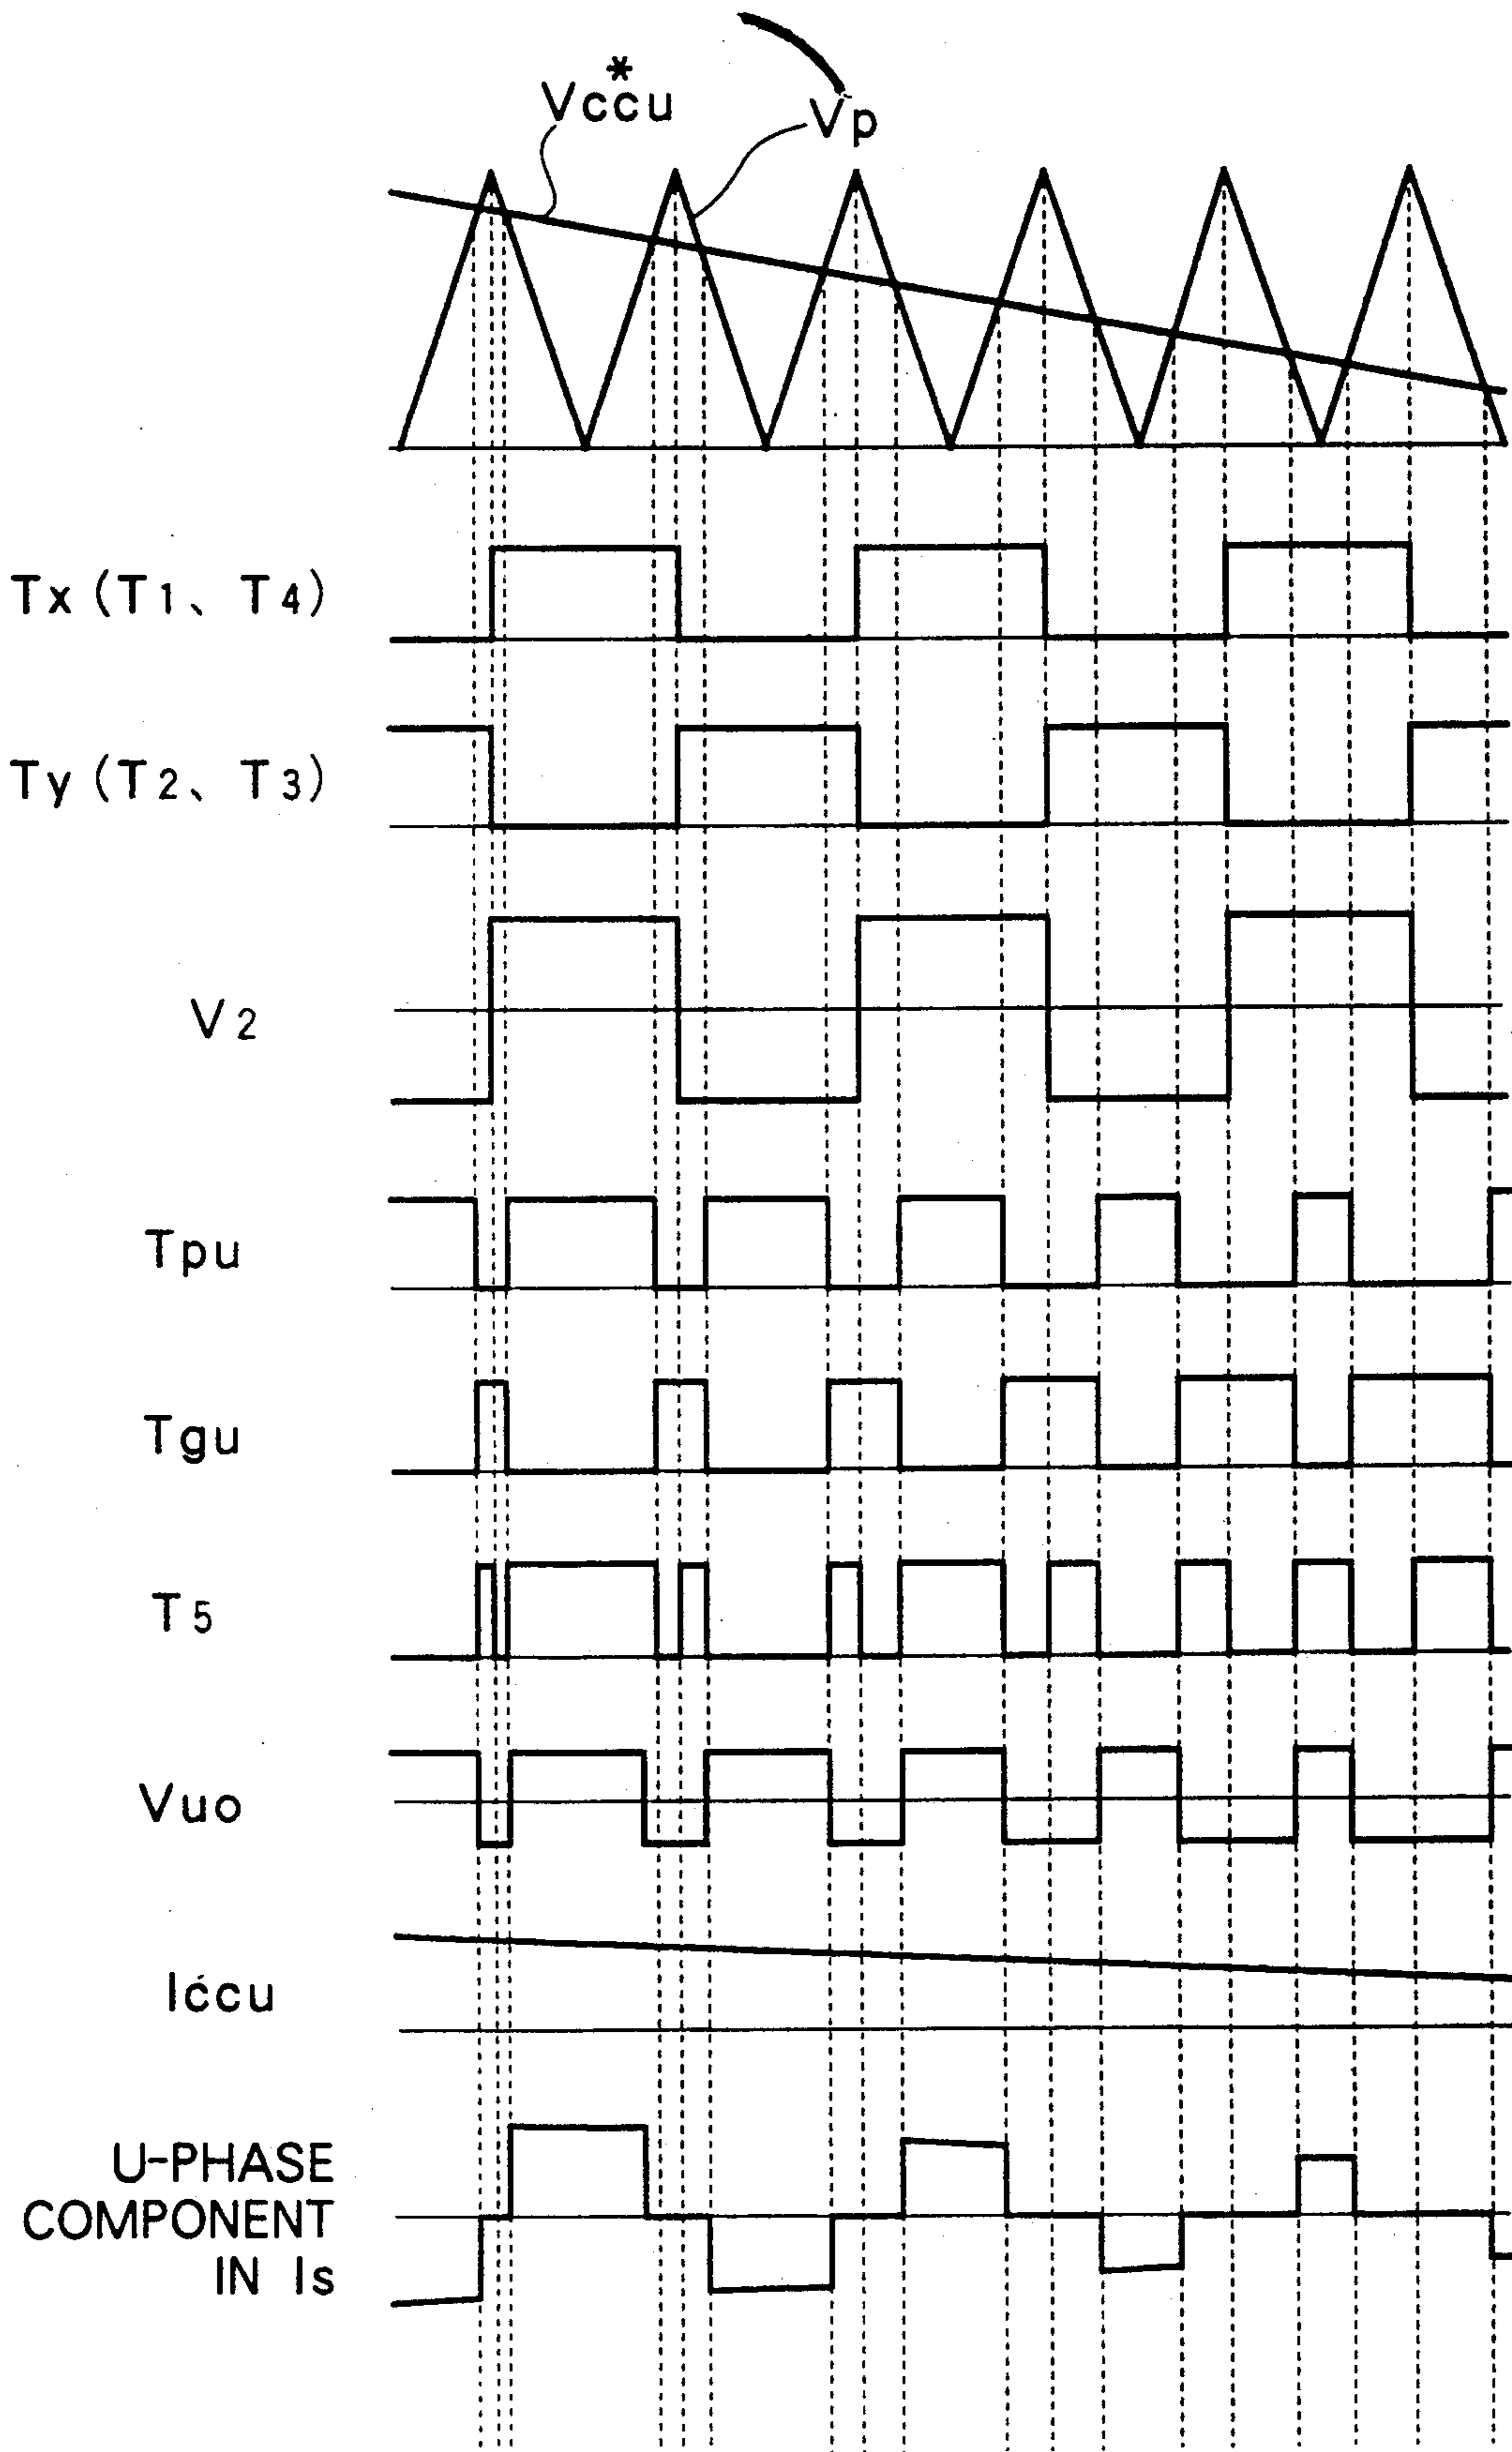 Vccu*
Vp
Tx (T1、T4)
Ty (T2、T3)
V2
Tpu
Tgu
T5
Vuo
Iccu
U-PHASE
COMPONENT
IN Is